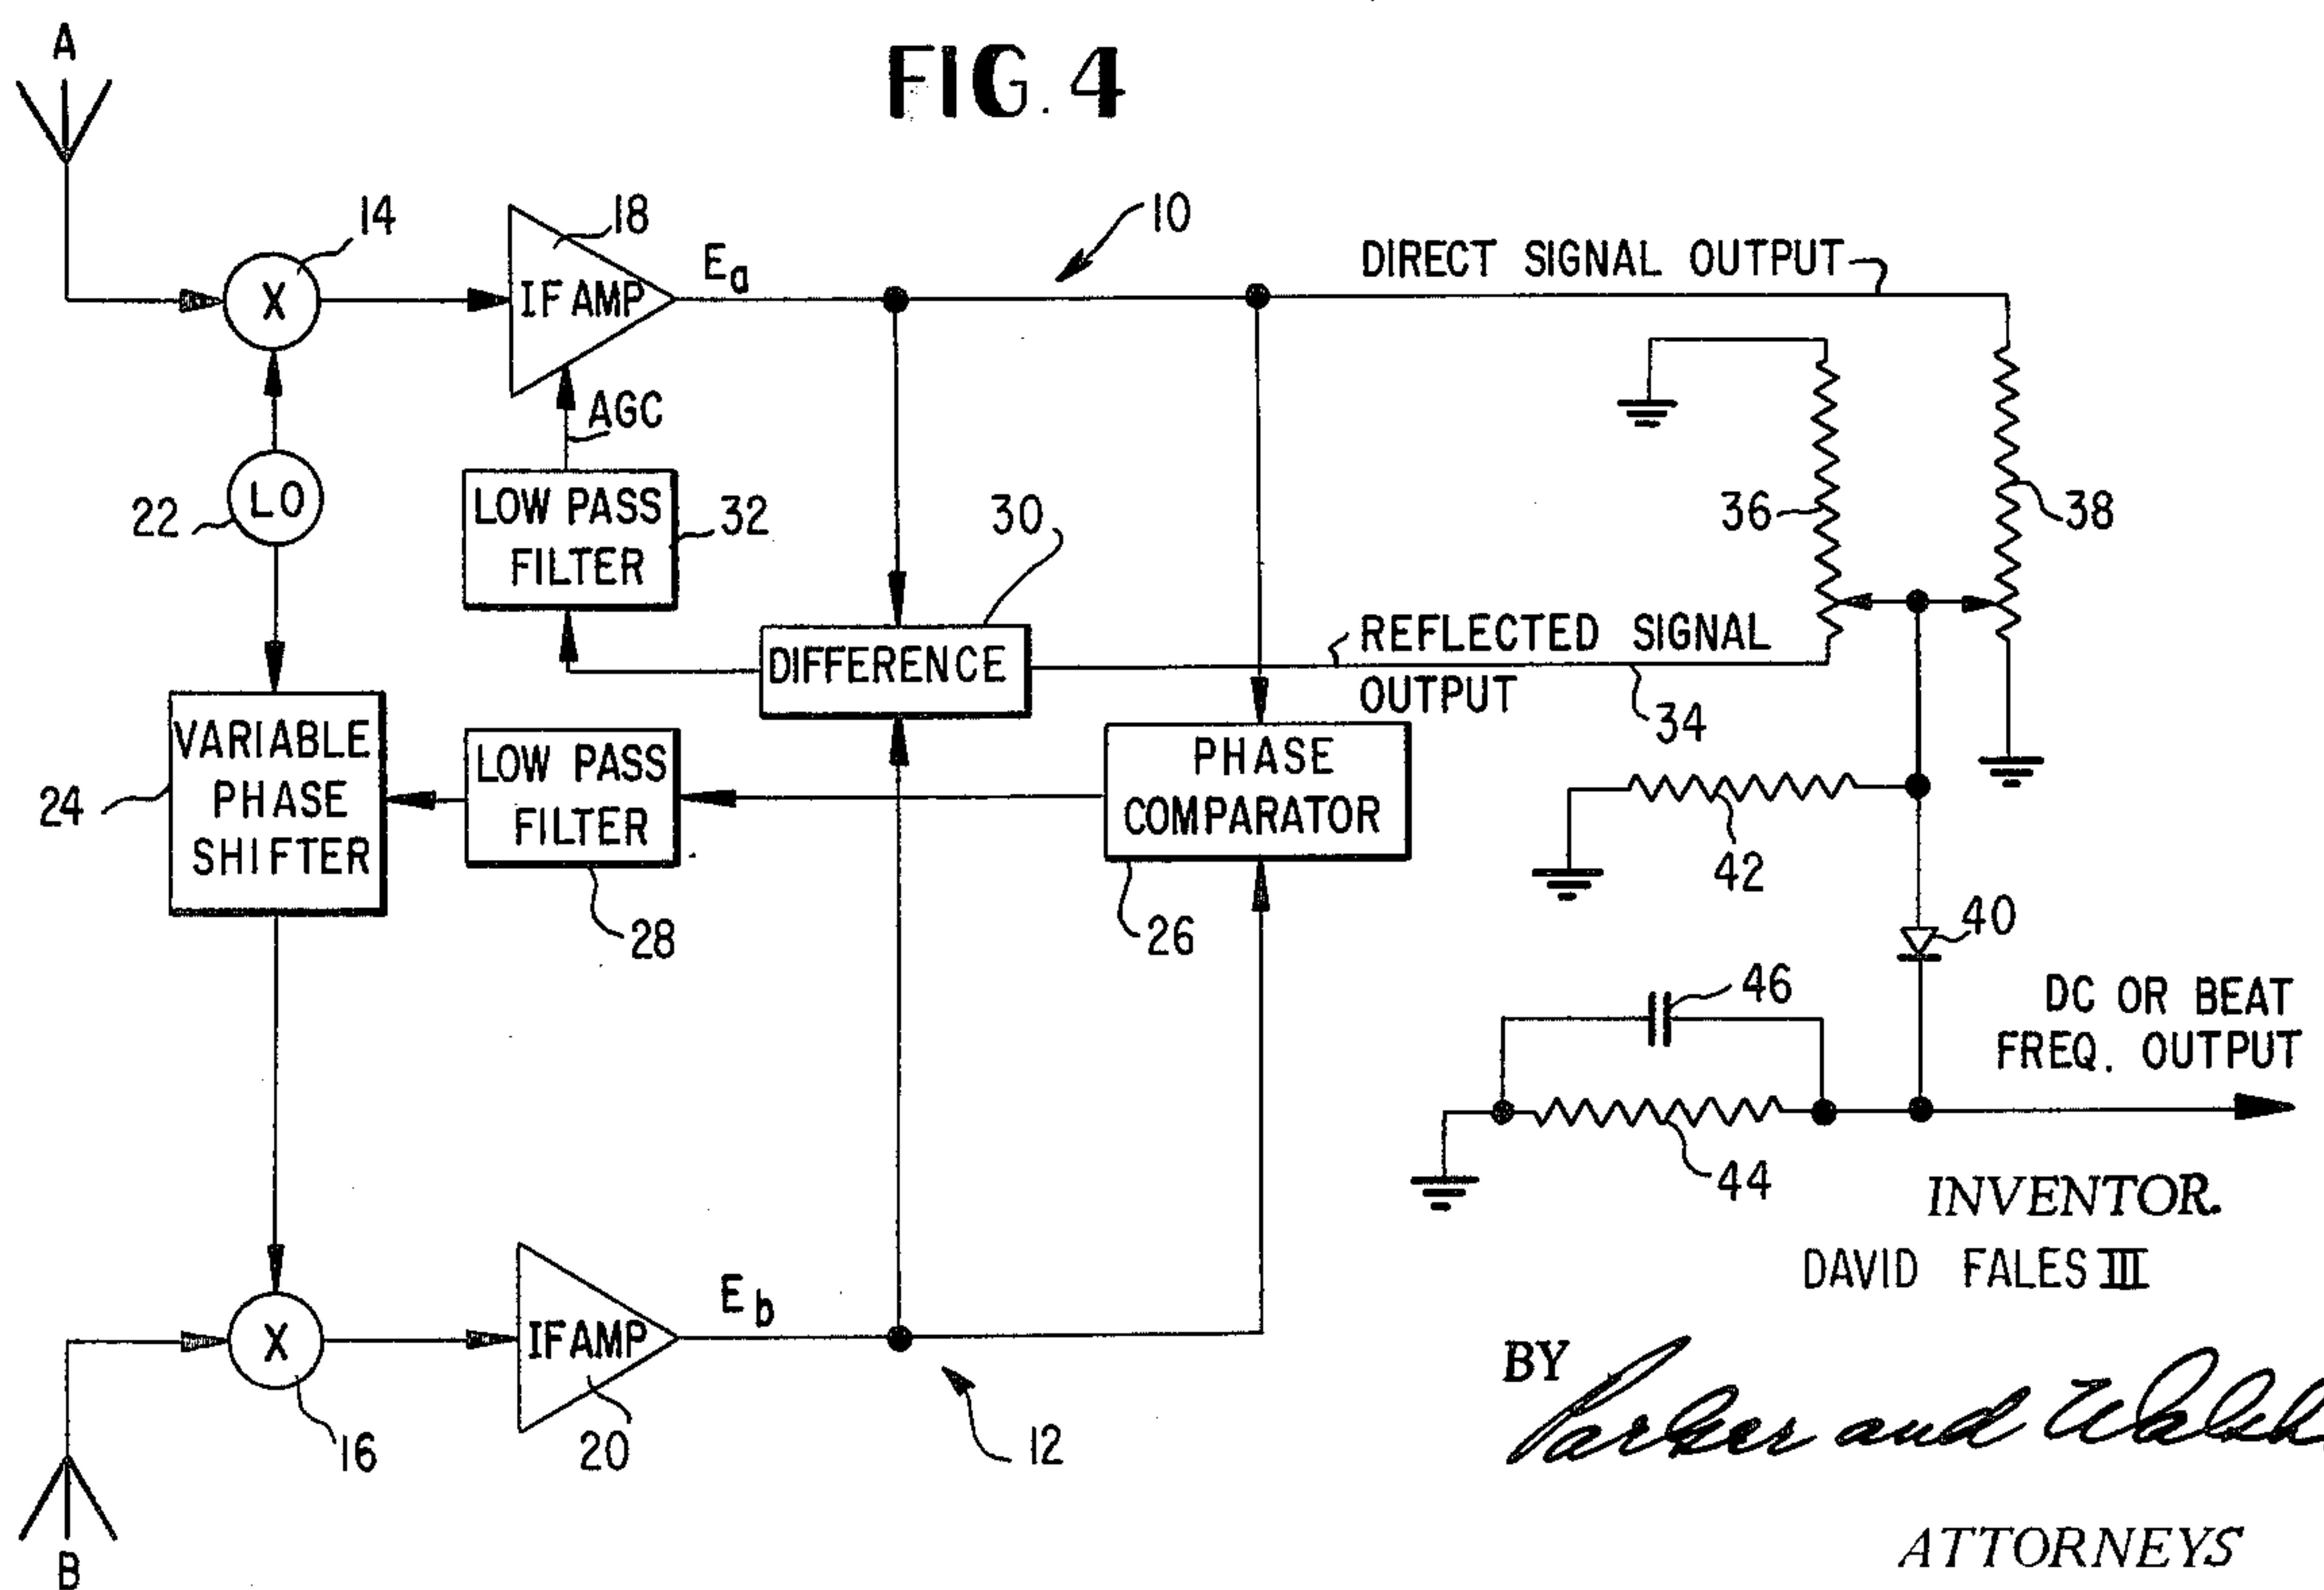 FIG. 4
A
14
18
10
X
IF AMP
Ea
DIRECT SIGNAL OUTPUT
AGC
LO
22
LOW PASS
FILTER
32
30
36
38
DIFFERENCE
REFLECTED SIGNAL
OUTPUT
34
VARIABLE
PHASE
SHIFTER
24
LOW PASS
FILTER
28
PHASE
COMPARATOR
26
42
40
46
DC OR BEAT
FREQ. OUTPUT
44
X
16
IF AMP
20
Eb
12
B
INVENTOR.
DAVID FALES III
BY Parker and Walsh
ATTORNEYS